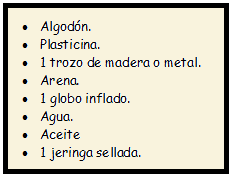 • Algodón.
• Plasticina.
• 1 trozo de madera o metal.
• Arena.
• 1 globo inflado.
• Agua.
• Aceite
• 1 jeringa sellada.